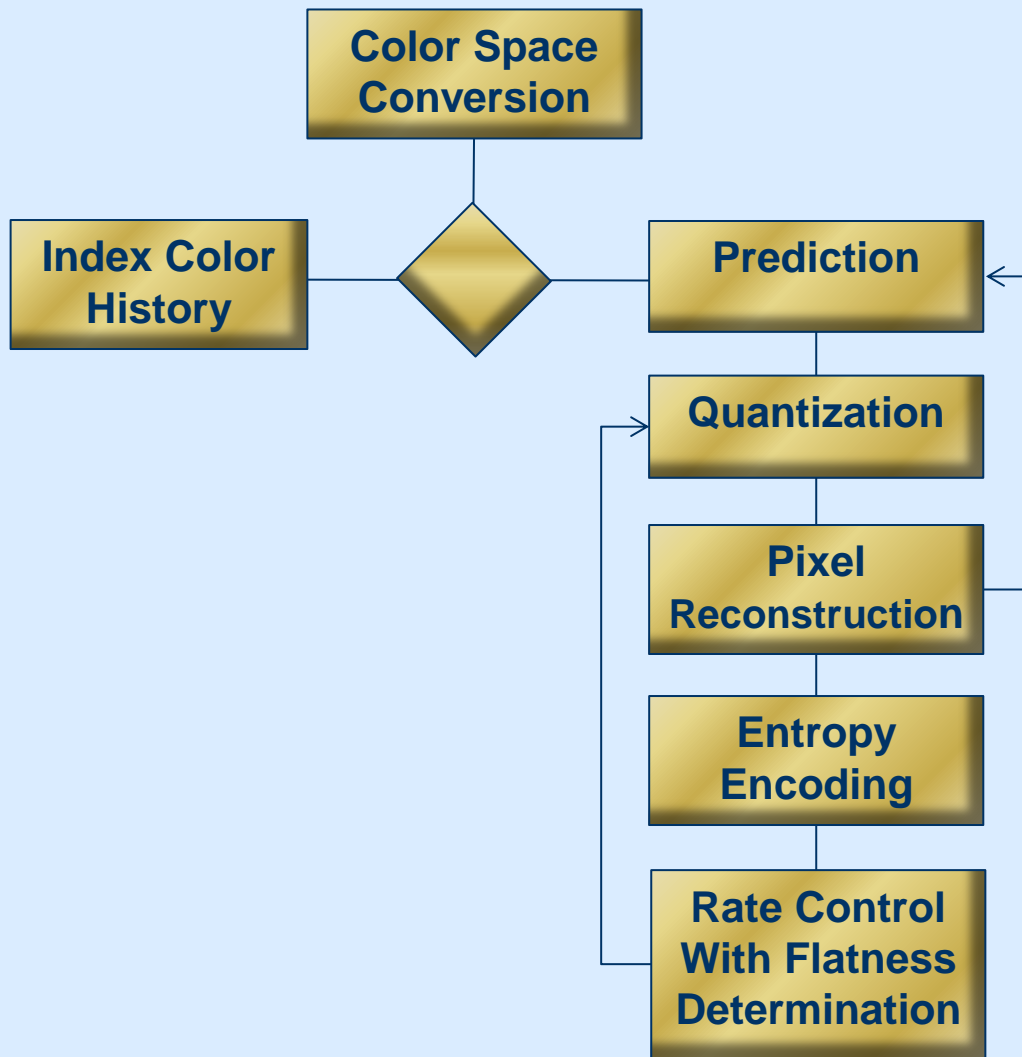 Color Space
Conversion
Index Color
History
Prediction
Quantization
Pixel
Reconstruction
Entropy
Encoding
Rate Control
With Flatness
Determination